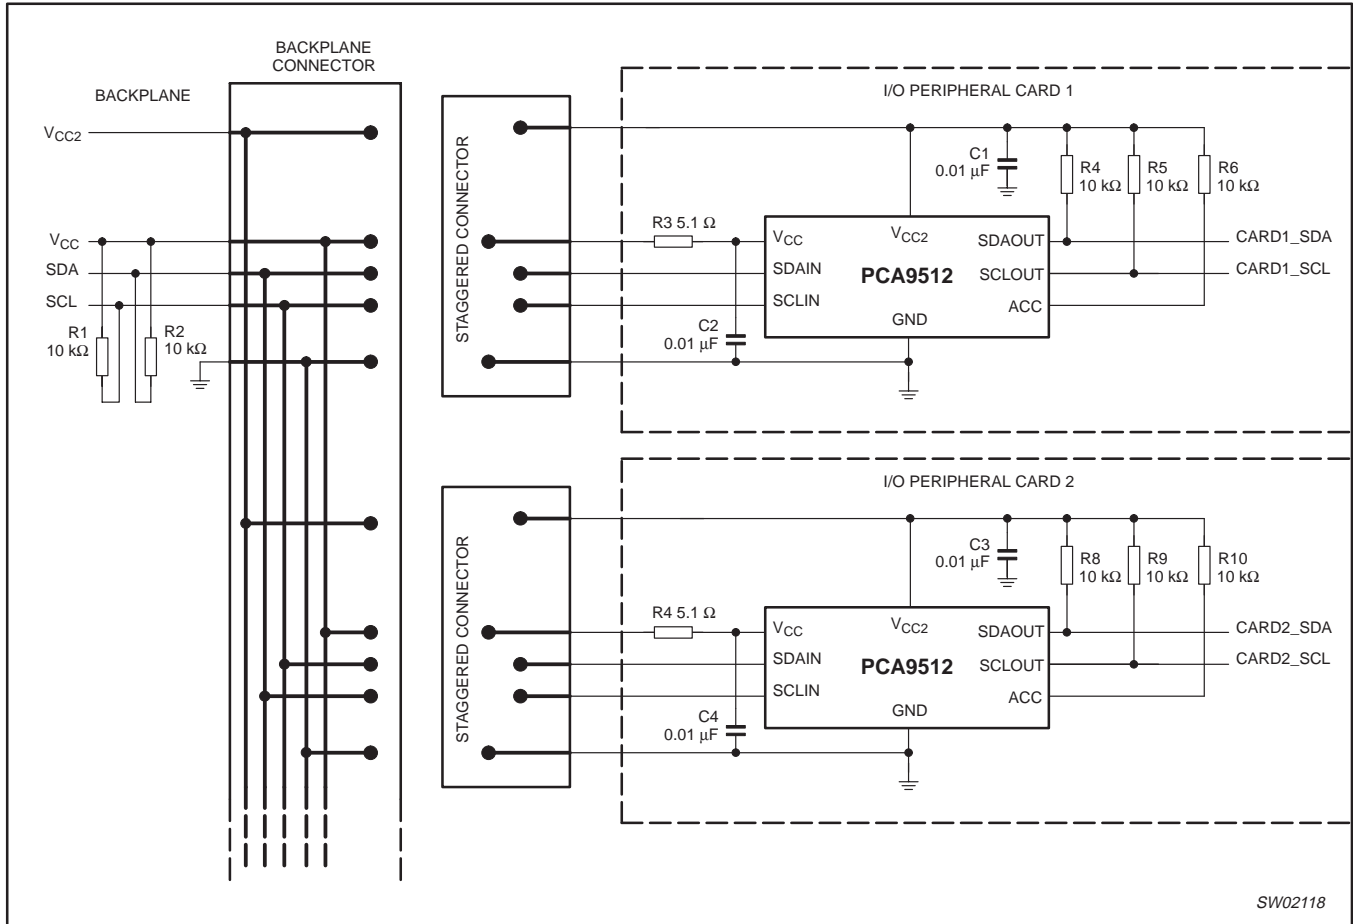 BACKPLANE
CONNECTOR
BACKPLANE
VCC2
VCC
SDA
SCL
R1
10 kΩ
R2
10 kΩ
STAGGERED CONNECTOR
I/O PERIPHERAL CARD 1
C1
0.01 μF
R4
10 kΩ
R5
10 kΩ
R6
10 kΩ
R3 5.1 Ω
VCC
VCC2
SDAOUT
CARD1_SDA
SDAIN
PCA9512
SCLOUT
CARD1_SCL
SCLIN
ACC
GND
C2
0.01 μF
STAGGERED CONNECTOR
I/O PERIPHERAL CARD 2
C3
0.01 μF
R8
10 kΩ
R9
10 kΩ
R10
10 kΩ
R4 5.1 Ω
VCC
VCC2
SDAOUT
CARD2_SDA
SDAIN
PCA9512
SCLOUT
CARD2_SCL
SCLIN
ACC
GND
C4
0.01 μF
SW02118